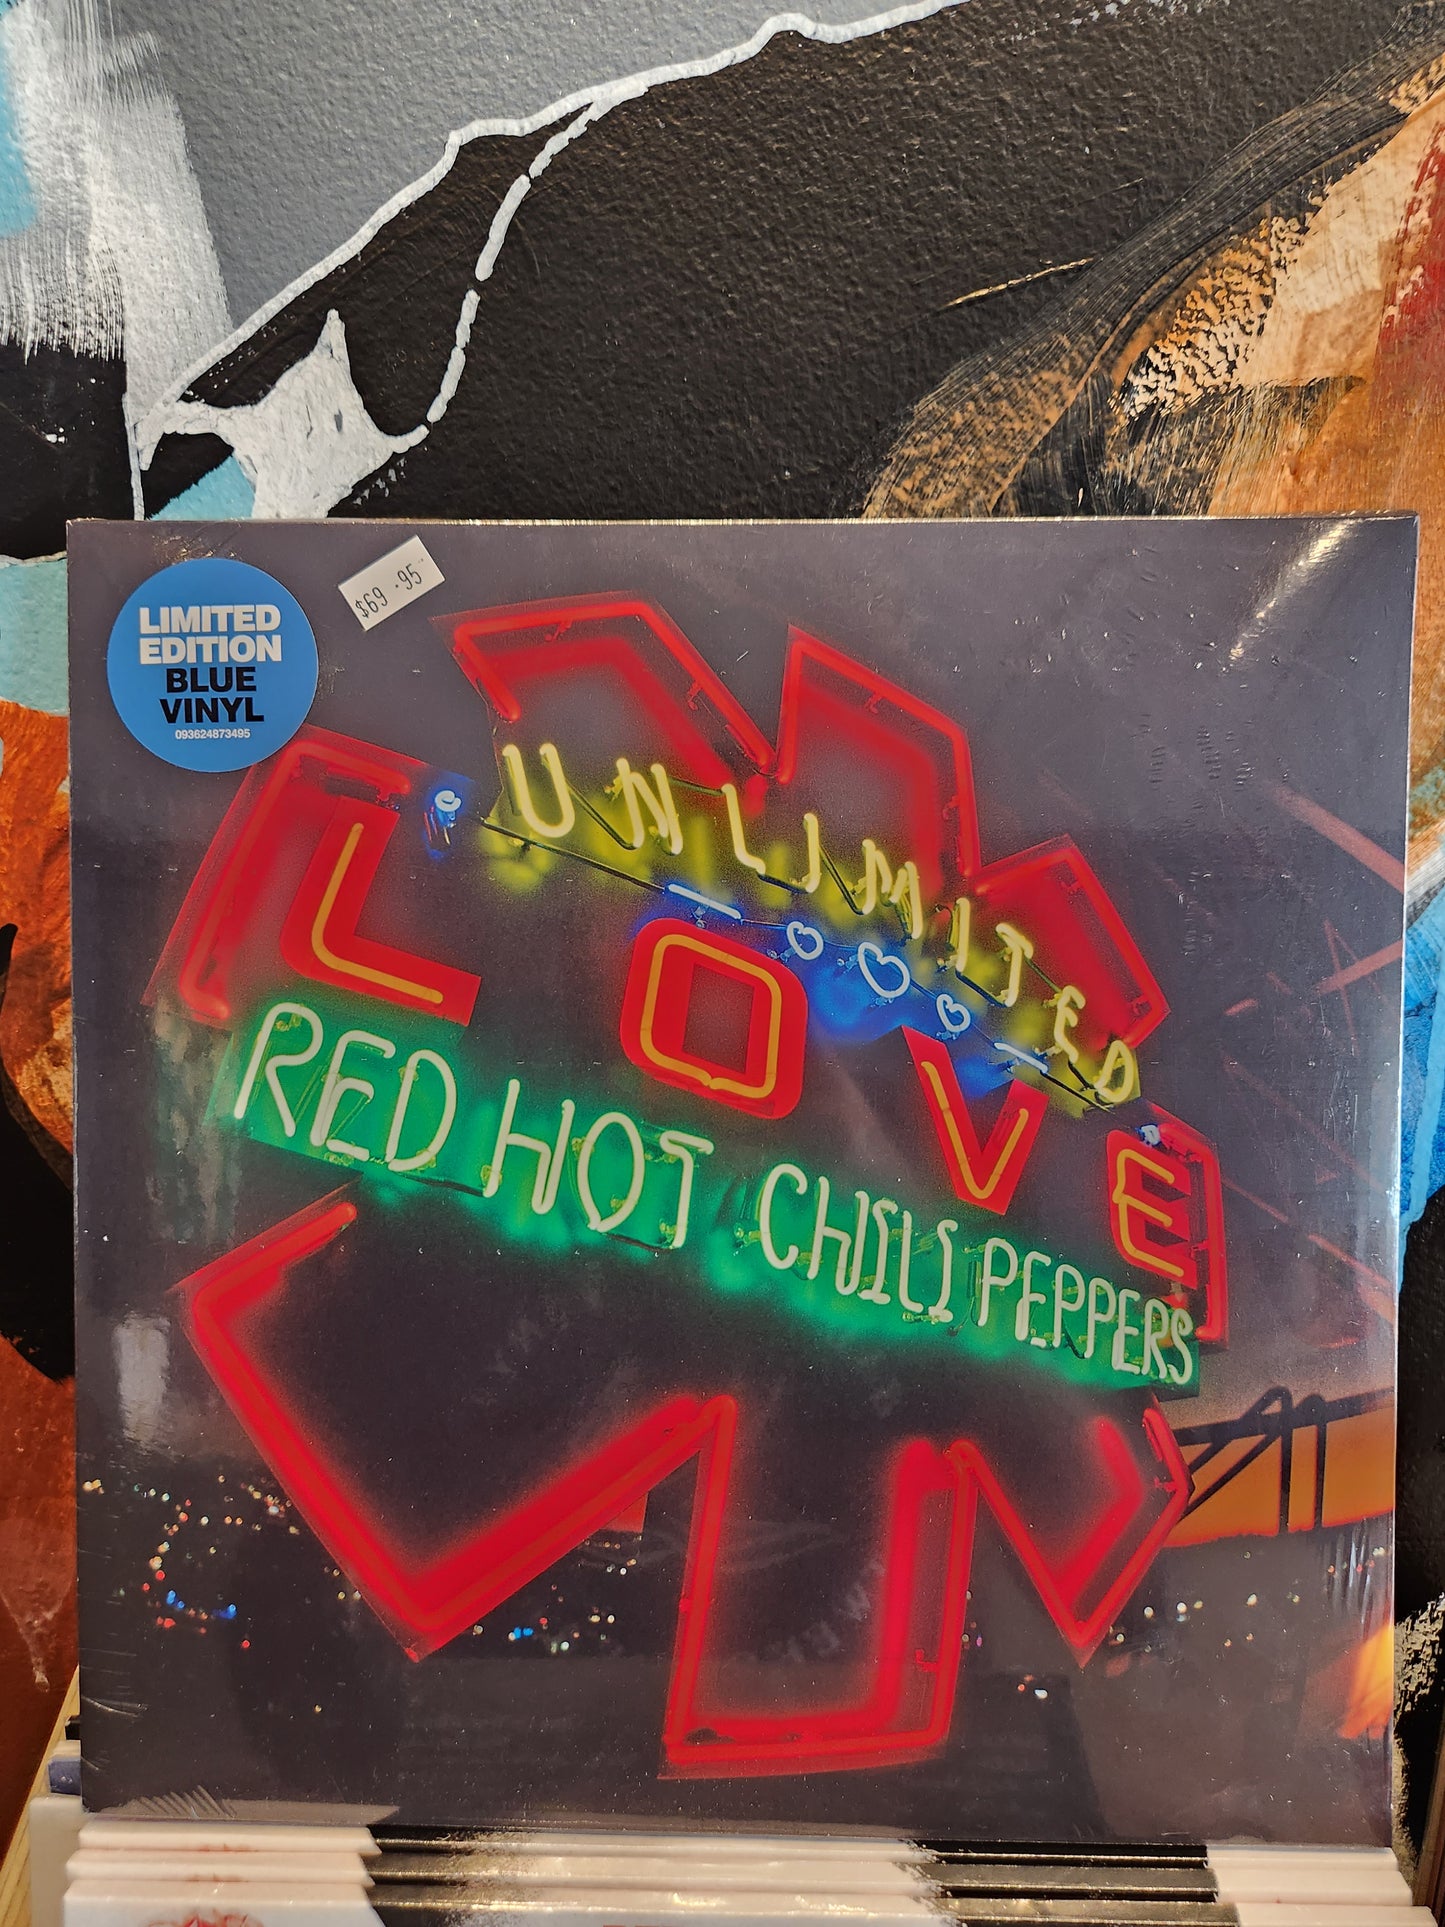 LIMITED
EDITION
BLUE
VINYL
093624873495
$69.95
UNLIMITED
LOVE
RED HOT CHILI PEPPERS